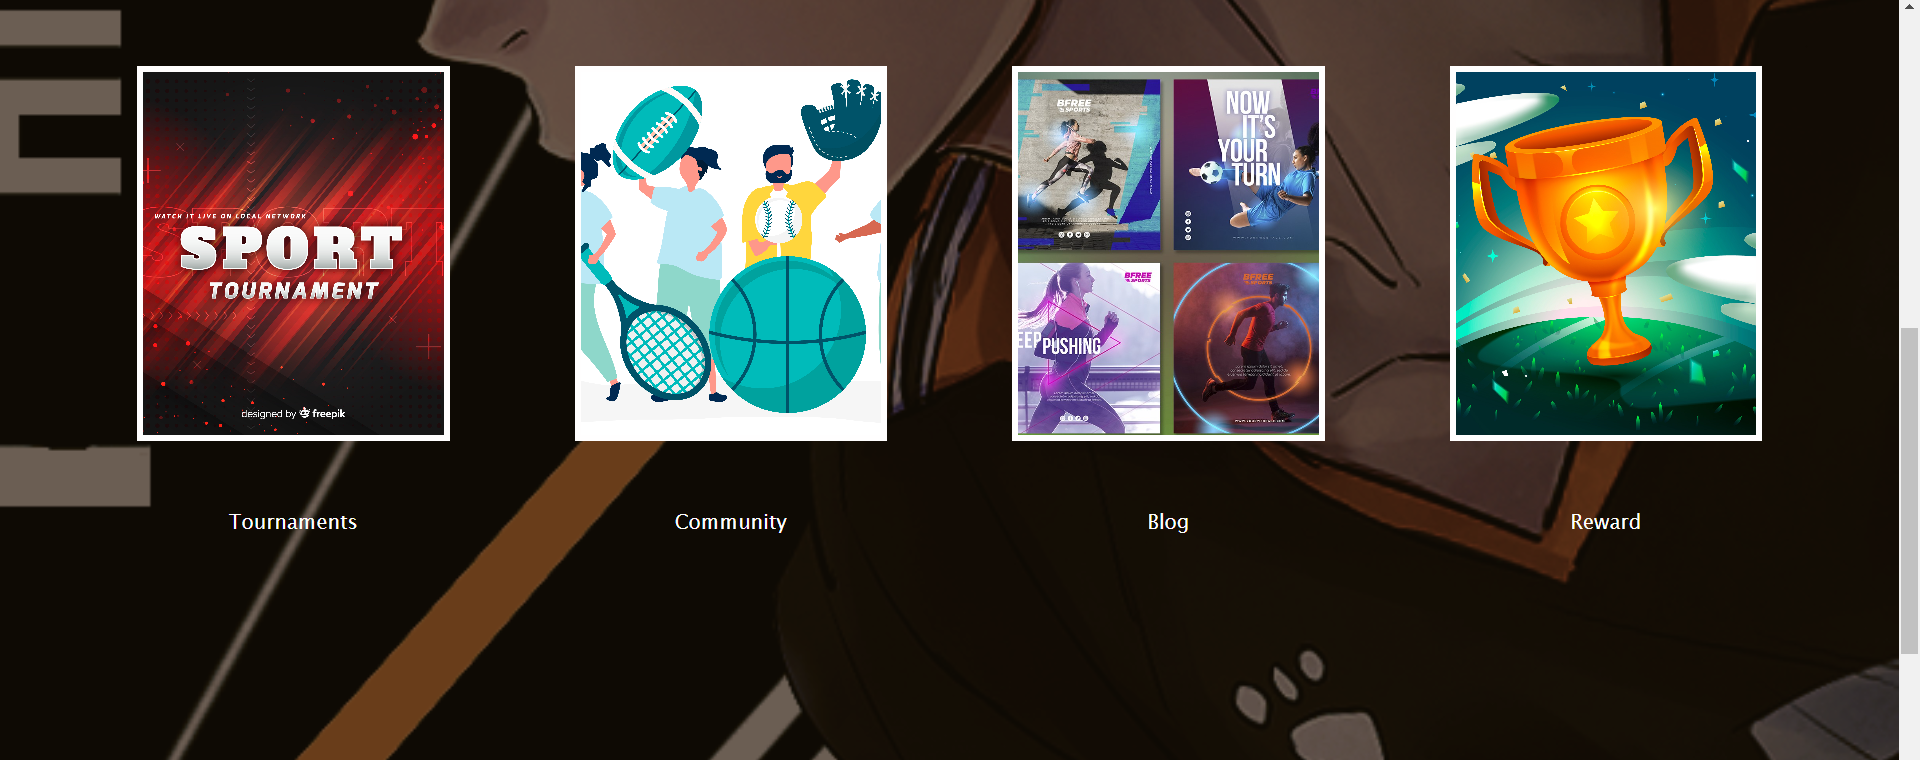 WATCH IT LIVE ON LOCAL NETWORK
SPORT
TOURNAMENT
designed by freepik
BFREE
SPORTS
NOW
IT'S
YOUR
TURN
BFREE
SPORTS
EEP PUSHING
BFREE
SPORTS
Tournaments
Community
Blog
Reward